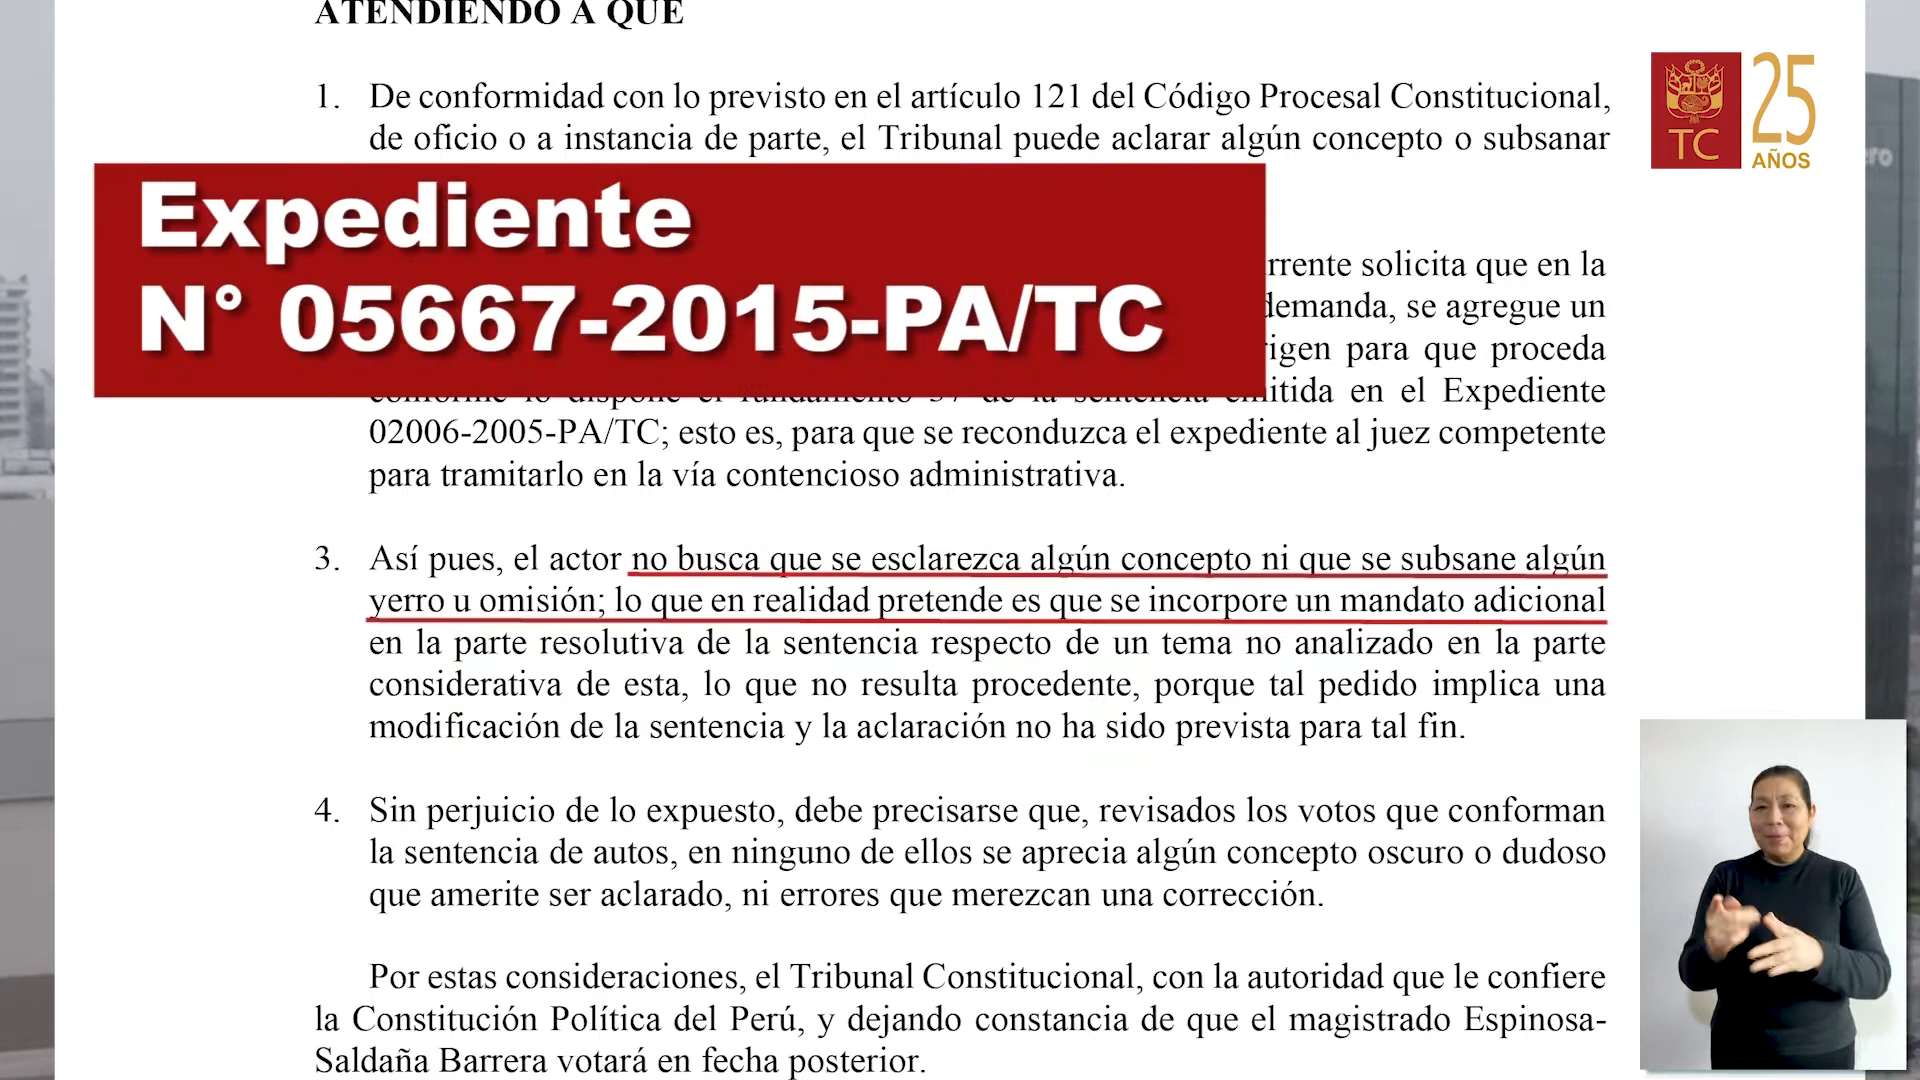 ATENDIENDO A QUE
1. De conformidad con lo previsto en el artículo 121 del Código Procesal Constitucional,
de oficio o a instancia de parte, el Tribunal puede aclarar algún concepto o subsanar
Expediente
N° 05667-2015-PA/TC
solicita que en la
demanda, se agregue un
para que proceda
conforme lo dispone el fundamento 37 de la sentencia emitida en el Expediente
02006-2005-PA/TC; esto es, para que se reconduzca el expediente al juez competente
para tramitarlo en la vía contencioso administrativa.
3. Así pues, el actor no busca que se esclarezca algún concepto ni que se subsane algún
yerro u omisión; lo que en realidad pretende es que se incorpore un mandato adicional
en la parte resolutiva de la sentencia respecto de un tema no analizado en la parte
considerativa de esta, lo que no resulta procedente, porque tal pedido implica una
modificación de la sentencia y la aclaración no ha sido prevista para tal fin.
4. Sin perjuicio de lo expuesto, debe precisarse que, revisados los votos que conforman
la sentencia de autos, en ninguno de ellos se aprecia algún concepto oscuro o dudoso
que amerite ser aclarado, ni errores que merezcan una corrección.
Por estas consideraciones, el Tribunal Constitucional, con la autoridad que le confiere
la Constitución Política del Perú, y dejando constancia de que el magistrado Espinosa-
Saldaña Barrera votará en fecha posterior.
TC
25
AÑOS